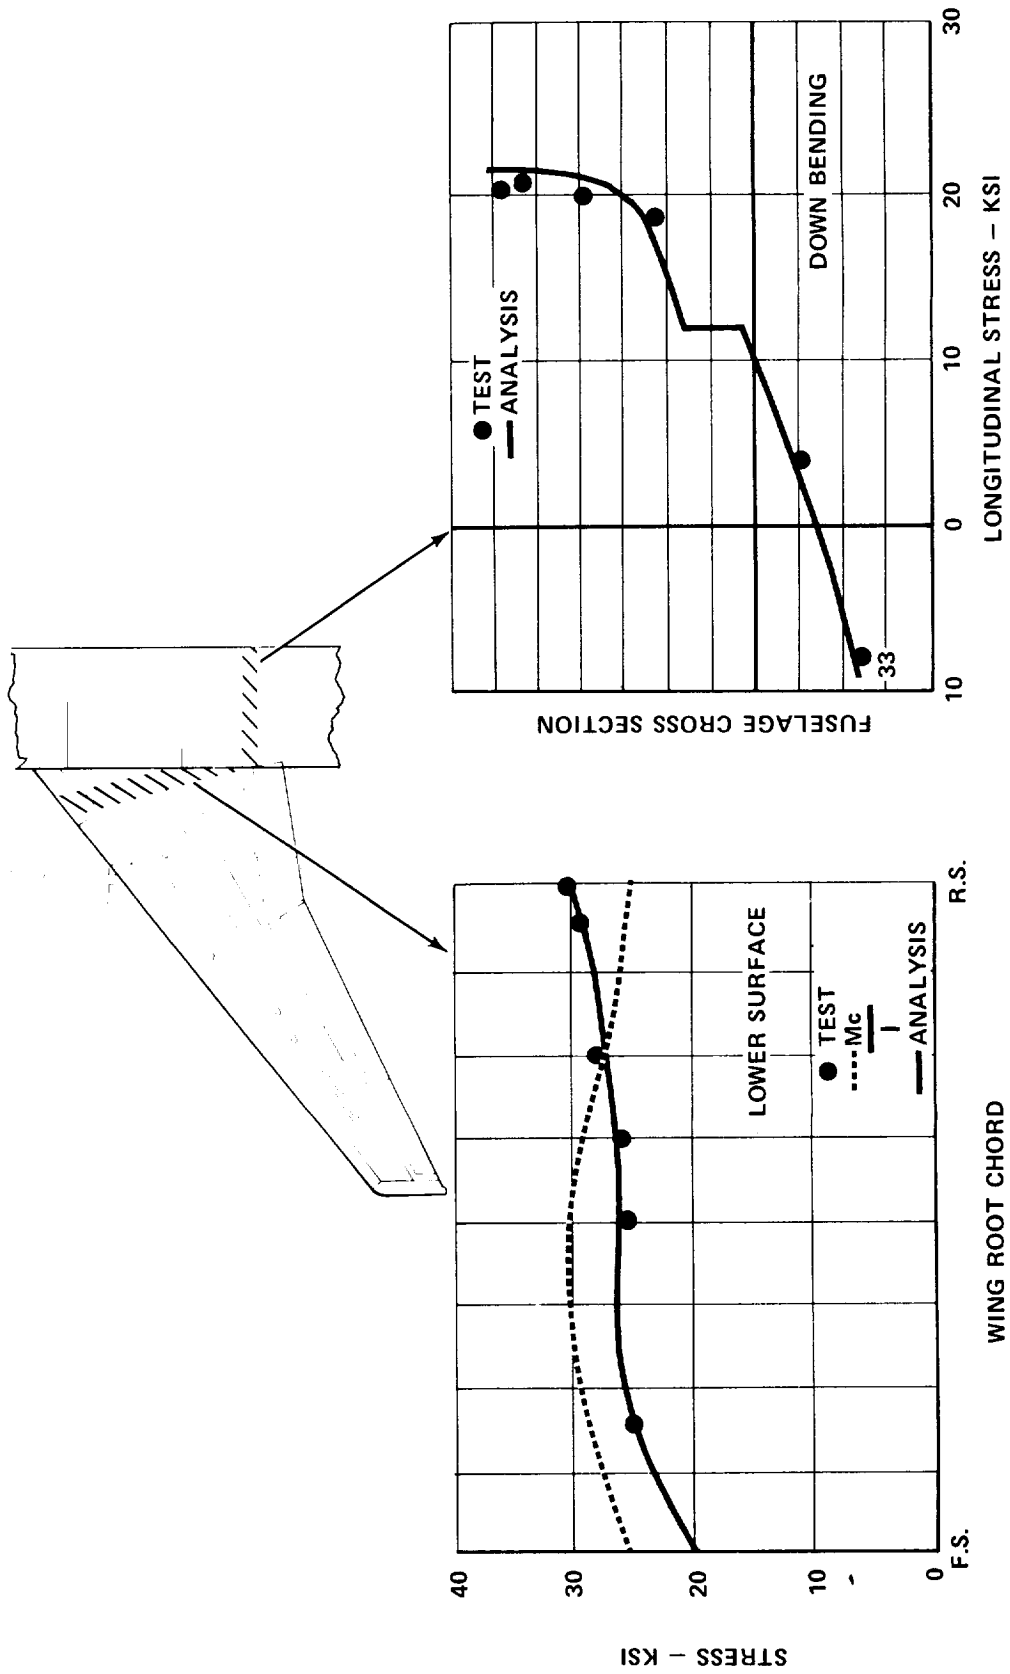 40
30
20
10
0
STRESS – KSI
F.S.
R.S.
WING ROOT CHORD
LOWER SURFACE
TEST
Mc
I
ANALYSIS
FUSELAGE CROSS SECTION
TEST
ANALYSIS
DOWN BENDING
33
10
0
10
20
30
LONGITUDINAL STRESS – KSI